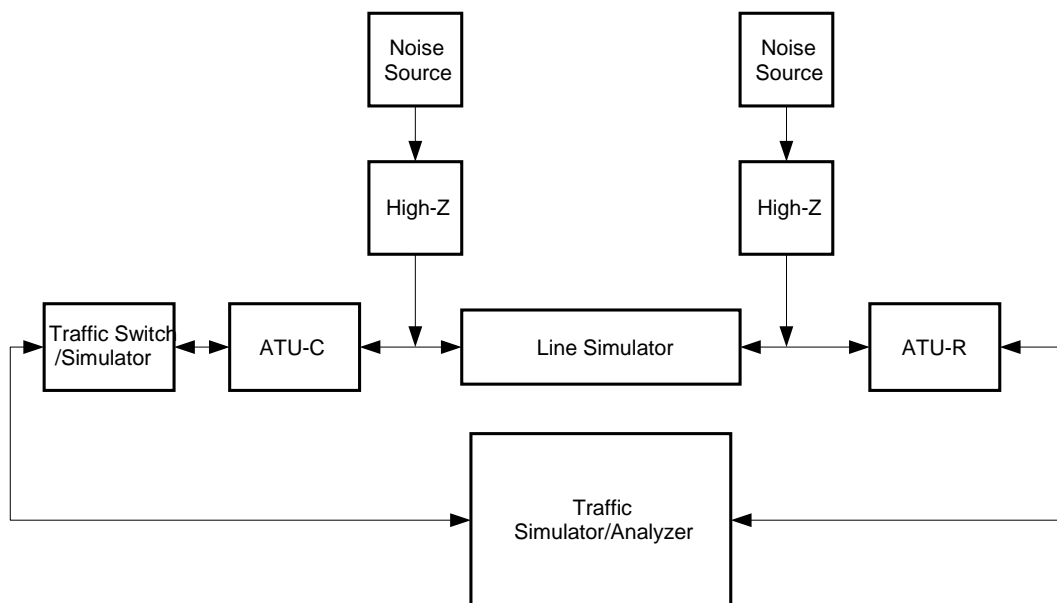 Noise
Source
Noise
Source
High-Z
High-Z
Traffic Switch
/Simulator
ATU-C
Line Simulator
ATU-R
Traffic
Simulator/Analyzer